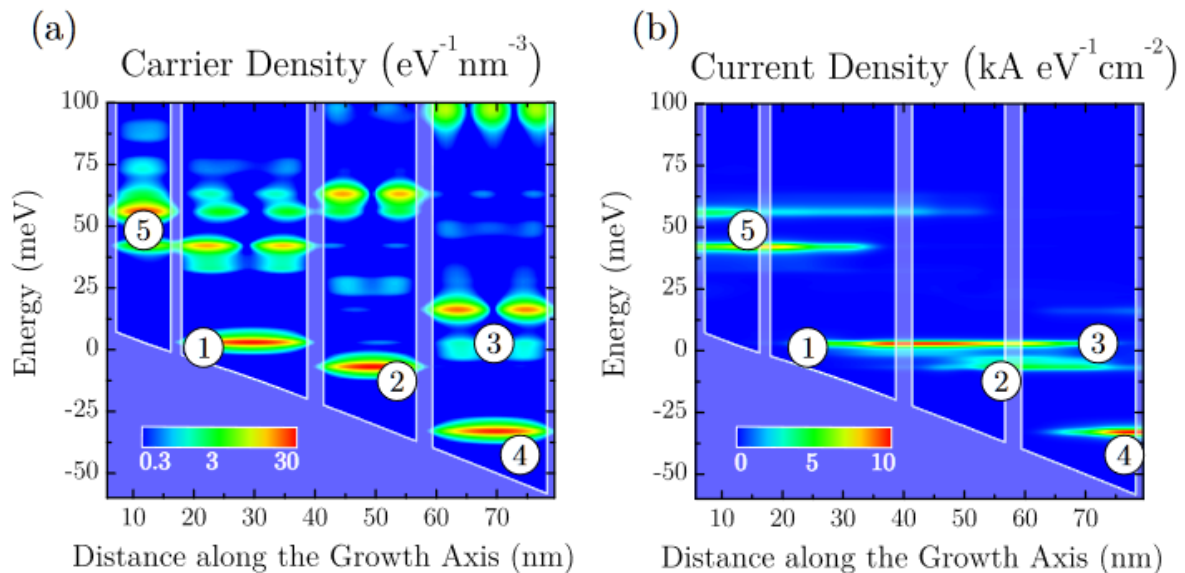 (a)
Carrier Density (eV⁻¹nm⁻³)
Energy (meV)
100
75
50
25
0
-25
-50
5
1
2
3
4
0.3 3 30
10 20 30 40 50 60 70
Distance along the Growth Axis (nm)
(b)
Current Density (kA eV⁻¹cm⁻²)
Energy (meV)
100
75
50
25
0
-25
-50
5
1
3
2
4
0 5 10
10 20 30 40 50 60 70
Distance along the Growth Axis (nm)